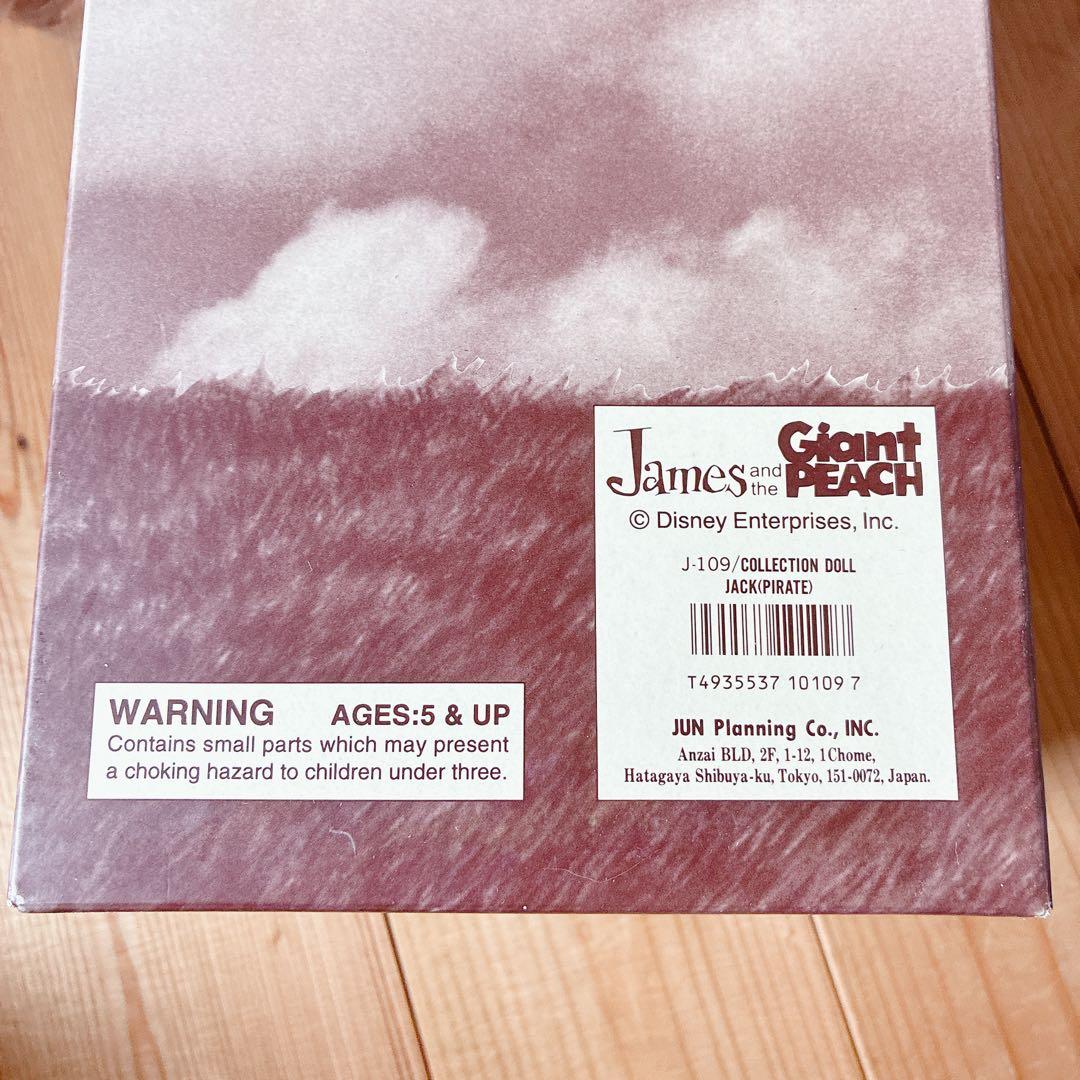 James and the Giant PEACH
© Disney Enterprises, Inc.
J-109/COLLECTION DOLL
JACK(PIRATE)
T4935537 10109 7
JUN Planning Co., INC.
Anzai BLD, 2F, 1-12, 1Chome,
Hatagaya Shibuya-ku, Tokyo, 151-0072, Japan.
WARNING AGES:5 & UP
Contains small parts which may present
a choking hazard to children under three.